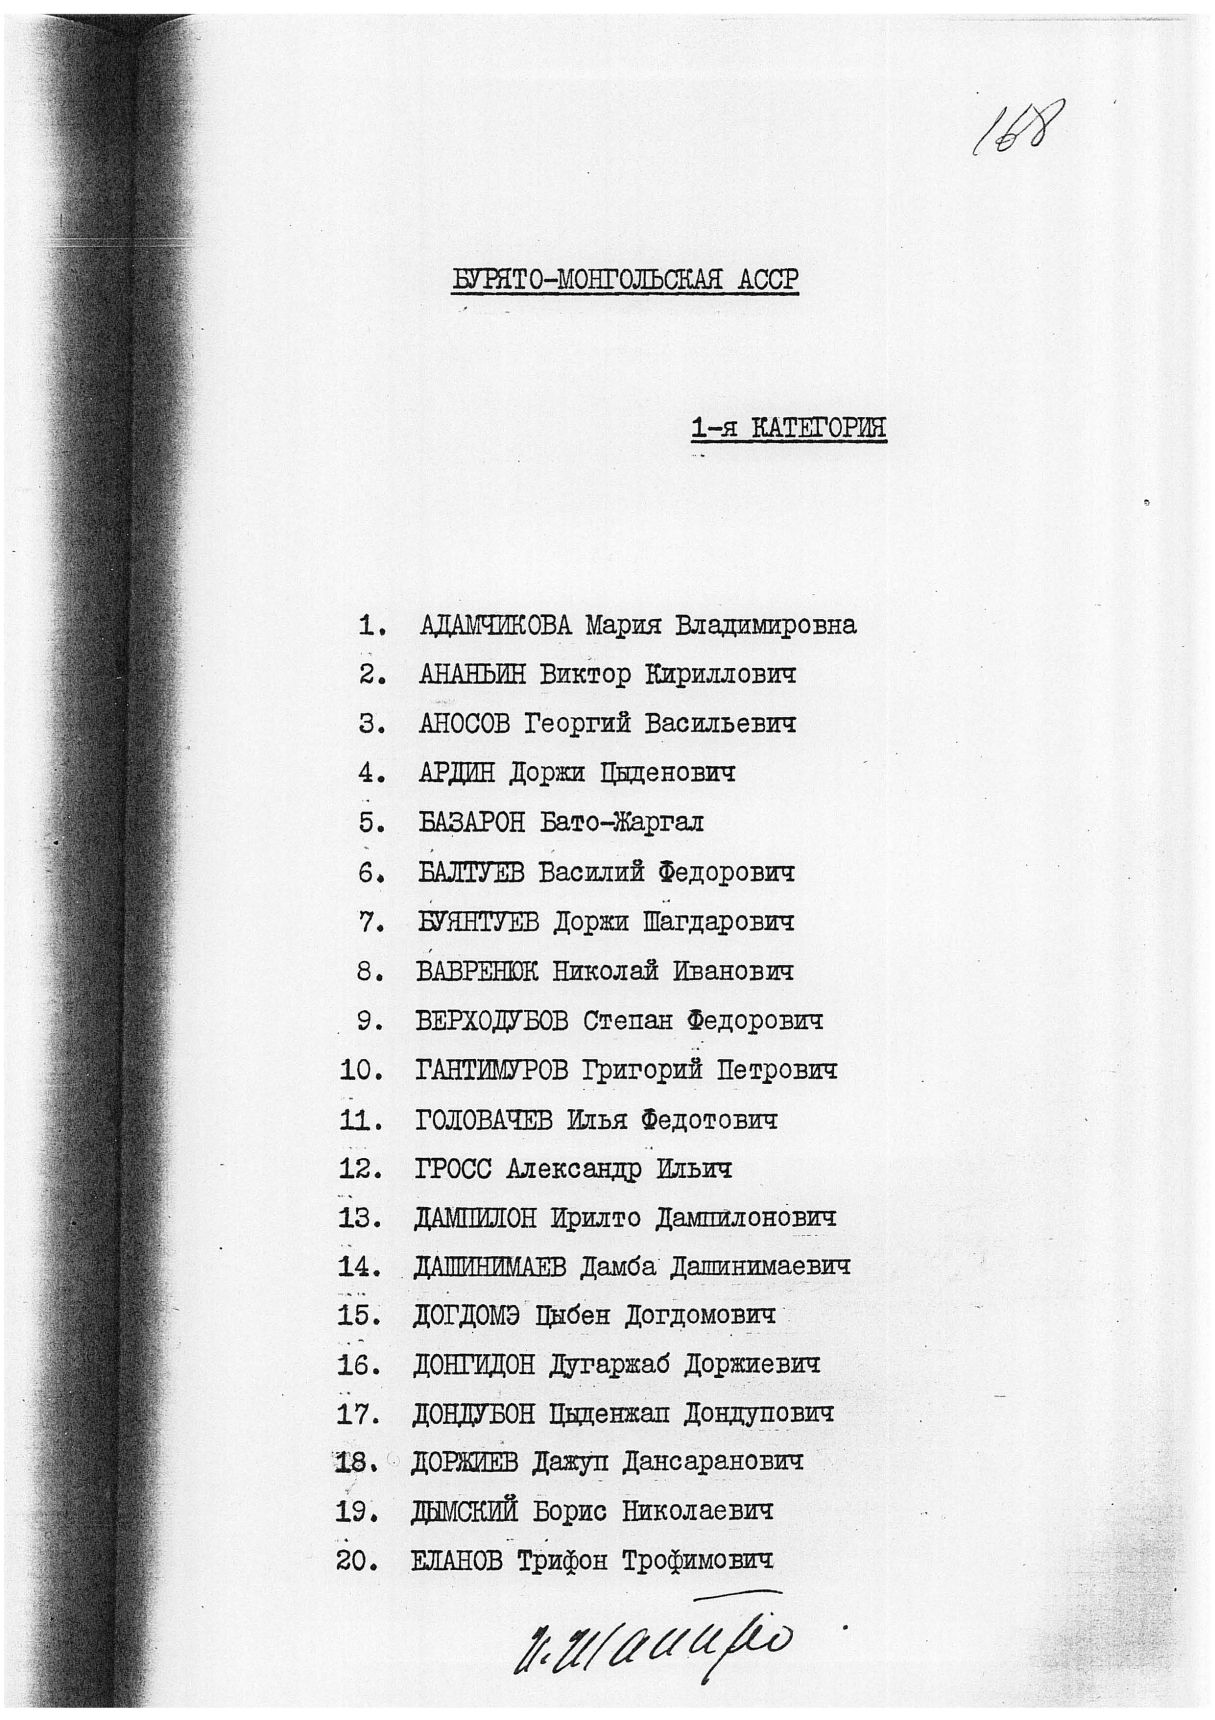 168
БУРЯТО-МОНГОЛЬСКАЯ АССР
1-я КАТЕГОРИЯ
1. АДАМЧИКОВА Мария Владимировна
2. АНАНЬИН Виктор Кириллович
3. АНОСОВ Георгий Васильевич
4. АРДИН Доржи Цыденович
5. БАЗАРОН Бато-Жаргал
6. БАЛТУЕВ Василий Федорович
7. БУЯНТУЕВ Доржи Шагдарович
8. ВАВРЕНЮК Николай Иванович
9. ВЕРХОДУБОВ Степан Федорович
10. ГАНТИМУРОВ Григорий Петрович
11. ГОЛОВАЧЕВ Илья Федотович
12. ГРОСС Александр Ильич
13. ДАМПИЛОН Ирилто Дампилонович
14. ДАШИНИМАЕВ Дамба Дашинимаевич
15. ДОГДОМЭ Цыбен Догдомович
16. ДОНГИДОН Дугаржаб Доржиевич
17. ДОНДУБОН Цыденжап Дондупович
18. ДОРЖИЕВ Дажуп Дансаранович
19. ДЫМСКИЙ Борис Николаевич
20. ЕЛАНОВ Трифон Трофимович
И. Шапиро